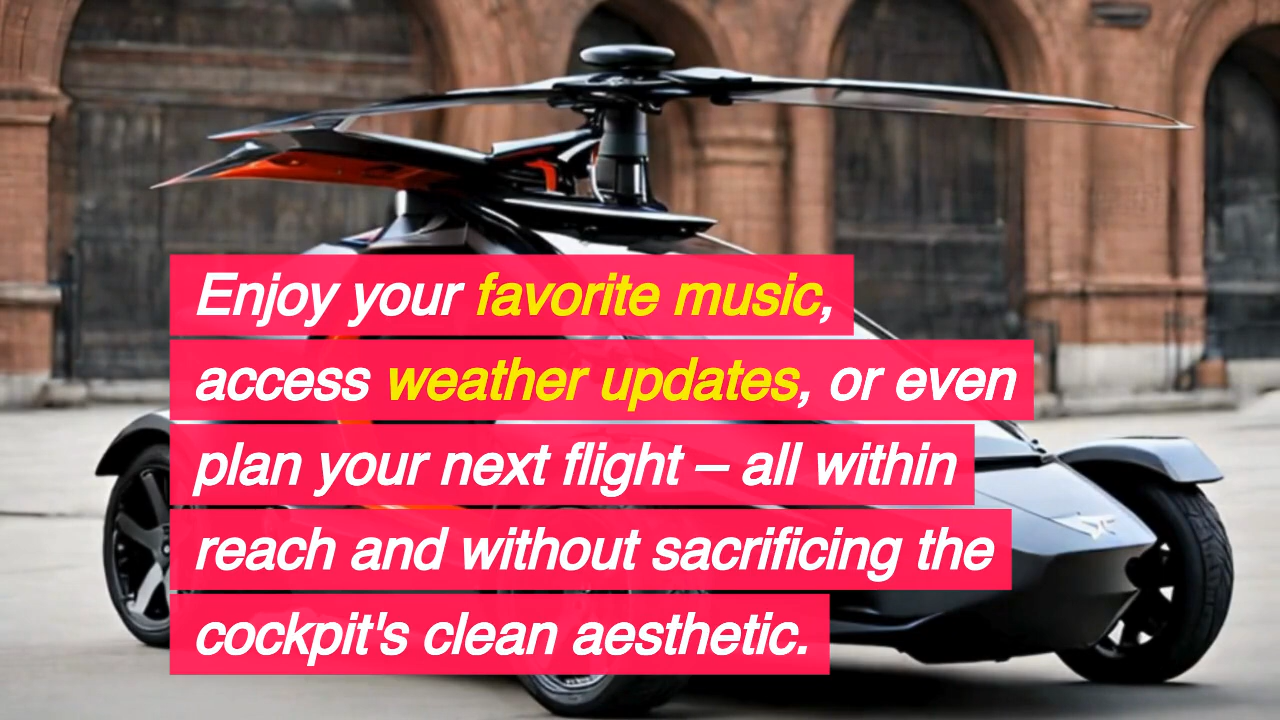 Enjoy your favorite music,
access weather updates, or even
plan your next flight – all within
reach and without sacrificing the
cockpit's clean aesthetic.